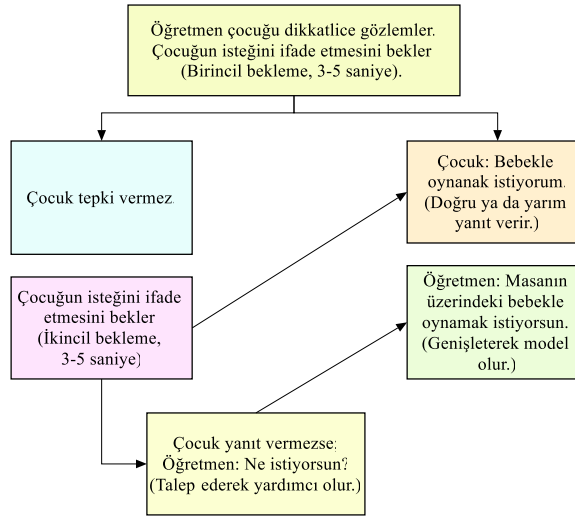 Öğretmen çocuğu dikkatlice gözlemler.
Çocuğun isteğini ifade etmesini bekler
(Birincil bekleme, 3-5 saniye).
Çocuk tepki vermez.
Çocuk: Bebekle
oynanak istiyorum.
(Doğru ya da yarım
yanıt verir.)
Çocuğun isteğini ifade
etmesini bekler
(İkincil bekleme,
3-5 saniye)
Öğretmen: Masanın
üzerindeki bebekle
oynamak istiyorsun.
(Genişleterek model
olur.)
Çocuk yanıt vermezse:
Öğretmen: Ne istiyorsun?
(Talep ederek yardımcı olur.)